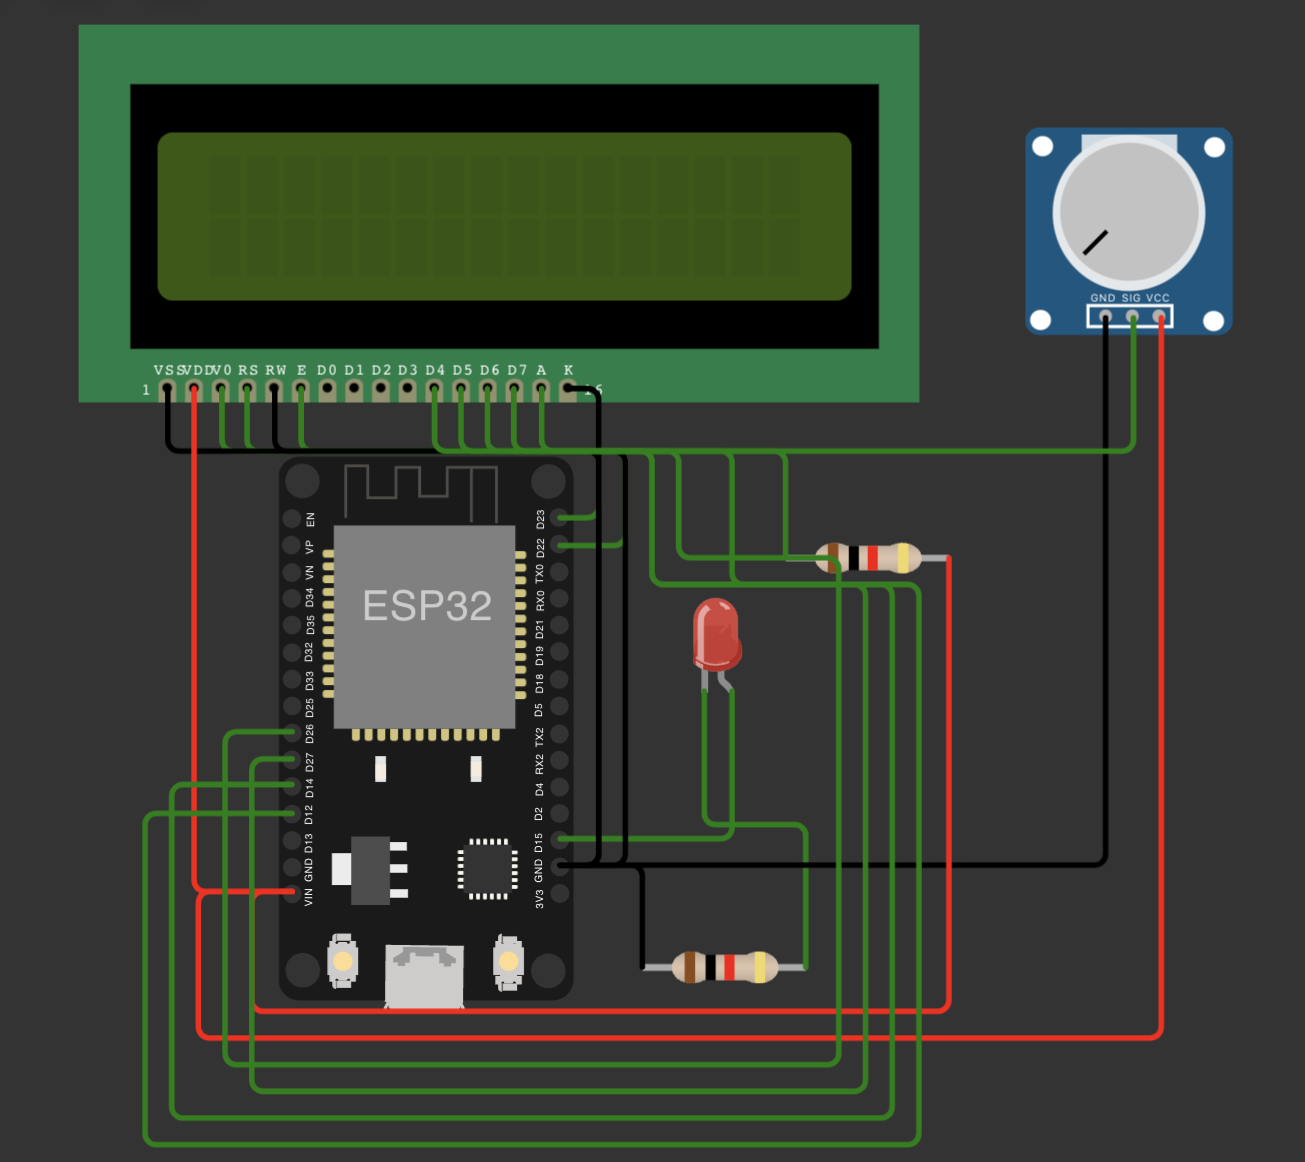 VSS VDD V0 RS RW E D0 D1 D2 D3 D4 D5 D6 D7 A K
1 16
GND SIG VCC
ESP32
EN
VP
VN
D34
D35
D32
D33
D25
D26
D27
D14
D12
D13
GND
VIN
D23
D22
TX0
RX0
D21
D19
D18
D5
TX2
RX2
D4
D2
D15
GND
3V3